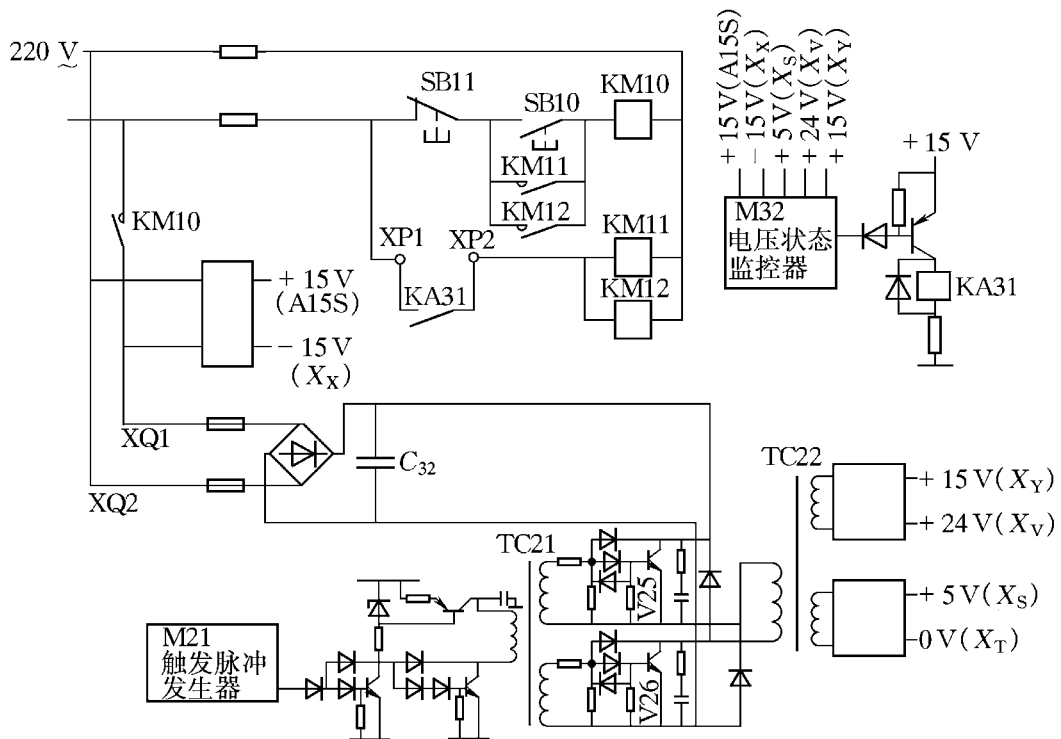 220 V
~
SB11
SB10
KM10
KM11
KM12
KM10
XP1
XP2
KM11
KM12
KA31
+ 15 V
(A15S)
− 15 V
(X_X)
+ 15 V(A15S)
− 15 V(X_X)
+ 5 V(X_S)
+ 24 V(X_V)
+ 15 V(X_Y)
+ 15 V
M32
电压状态
监控器
KA31
XQ1
XQ2
C₃₂
TC22
+ 15 V(X_Y)
+ 24 V(X_V)
+ 5 V(X_S)
0 V(X_T)
TC21
V25
V26
M21
触发脉冲
发生器